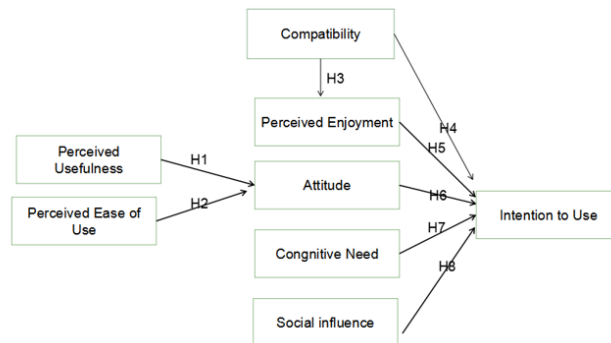 Compatibility
H3
H4
Perceived Enjoyment
H5
Perceived
Usefulness
H1
Attitude
H6
Perceived Ease of
Use
H2
Intention to Use
H7
Congnitive Need
H8
Social influence